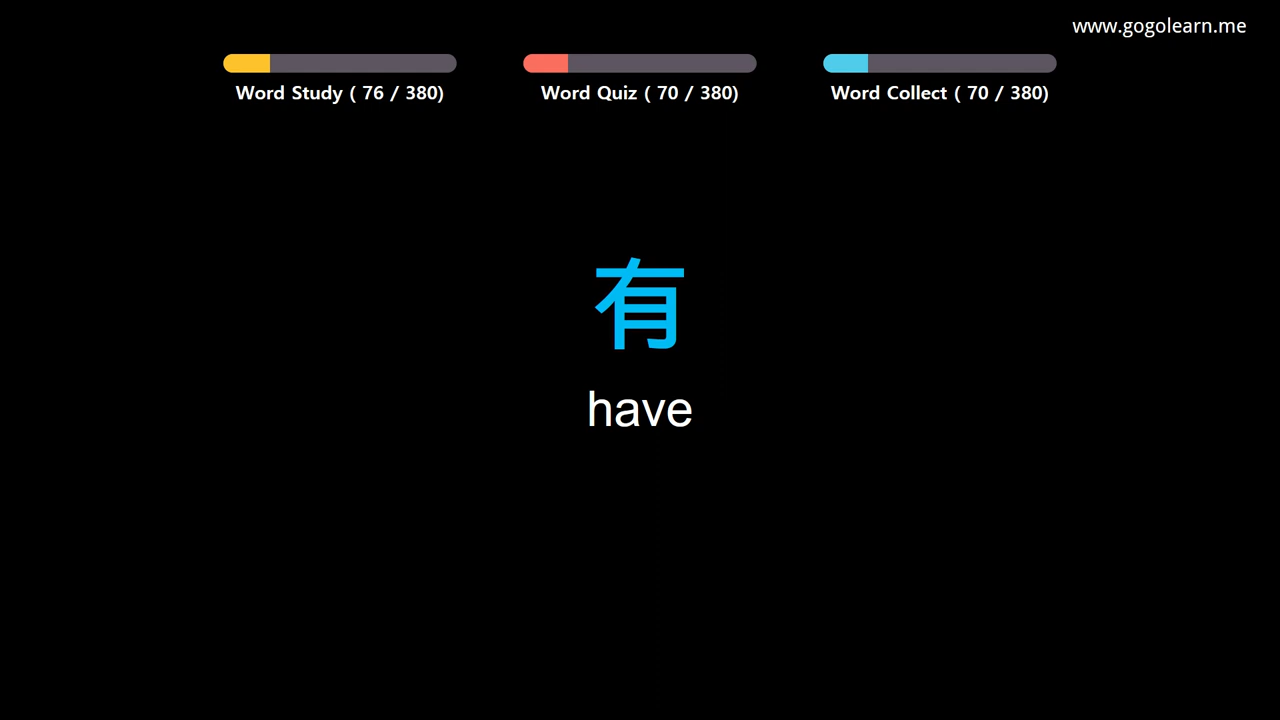 www.gogolearn.me
Word Study ( 76 / 380)
Word Quiz ( 70 / 380)
Word Collect ( 70 / 380)
有
have